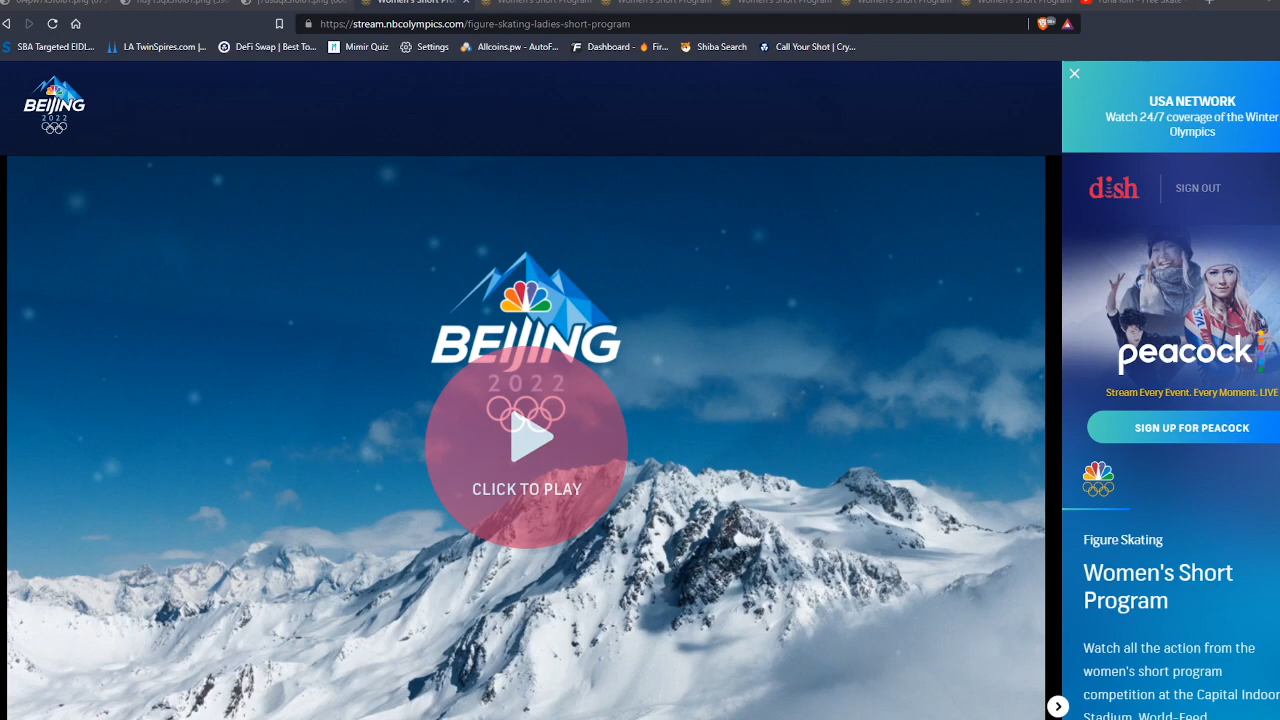 https://stream.nbcolympics.com/figure-skating-ladies-short-program
SBA Targeted EIDL...
LA TwinSpires.com |...
DeFi Swap | Best To...
Mimir Quiz
Settings
Allcoins.pw - AutoF...
Dashboard - Fir...
Shiba Search
Call Your Shot | Cry...
BEIJING
2022
USA NETWORK
Watch 24/7 coverage of the Winter
Olympics
dish
SIGN OUT
BEIJING
2022
CLICK TO PLAY
peacock
Stream Every Event. Every Moment. LIVE
SIGN UP FOR PEACOCK
Figure Skating
Women's Short
Program
Watch all the action from the
women's short program
competition at the Capital Indoor
Stadium. World-Feed